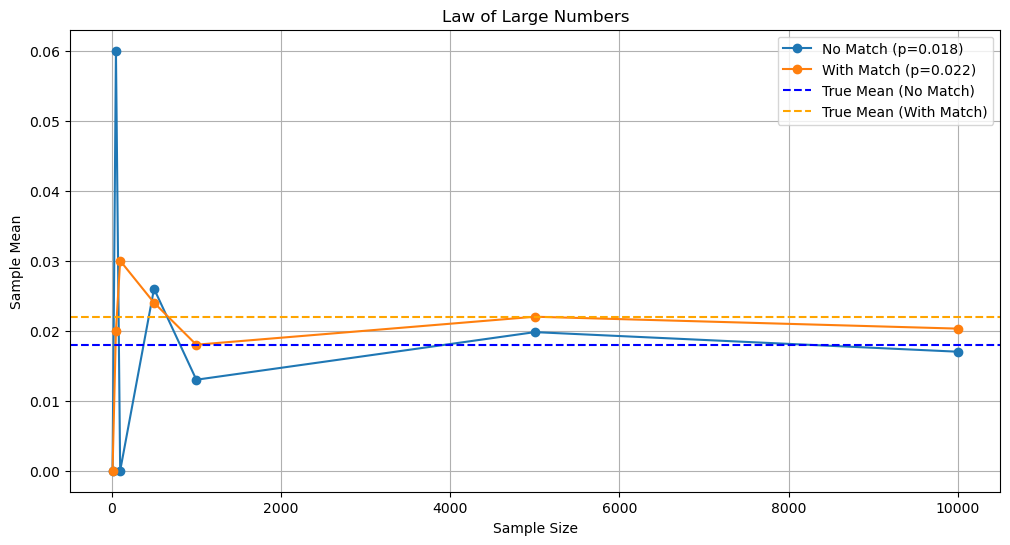 Law of Large Numbers
No Match (p=0.018)
With Match (p=0.022)
True Mean (No Match)
True Mean (With Match)
Sample Mean
0.06
0.05
0.04
0.03
0.02
0.01
0.00
0 2000 4000 6000 8000 10000
Sample Size